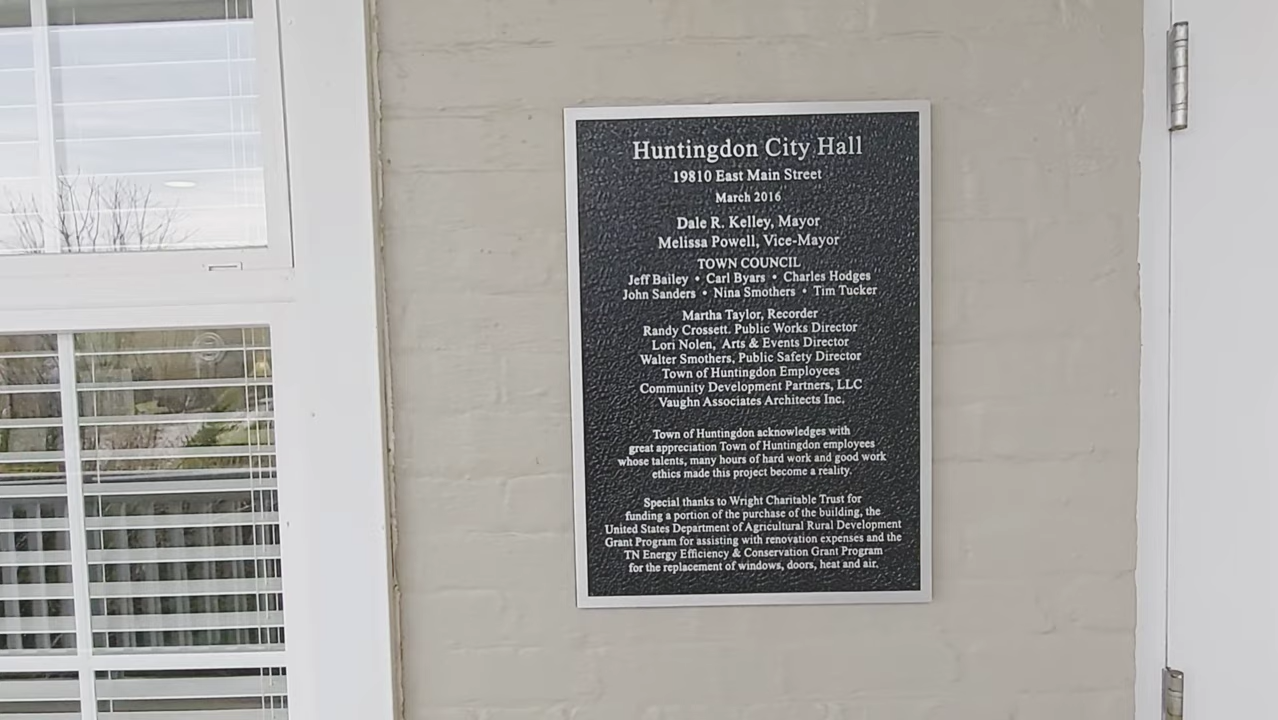 Huntingdon City Hall
19810 East Main Street
March 2016
Dale R. Kelley, Mayor
Melissa Powell, Vice-Mayor
TOWN COUNCIL
Jeff Bailey • Carl Byars • Charles Hodges
John Sanders • Nina Smothers • Tim Tucker
Martha Taylor, Recorder
Randy Crossett. Public Works Director
Lori Nolen, Arts & Events Director
Walter Smothers, Public Safety Director
Town of Huntingdon Employees
Community Development Partners, LLC
Vaughn Associates Architects Inc.
Town of Huntingdon acknowledges with
great appreciation Town of Huntingdon employees
whose talents, many hours of hard work and good work
ethics made this project become a reality.
Special thanks to Wright Charitable Trust for
funding a portion of the purchase of the building, the
United States Department of Agricultural Rural Development
Grant Program for assisting with renovation expenses and the
TN Energy Efficiency & Conservation Grant Program
for the replacement of windows, doors, heat and air.